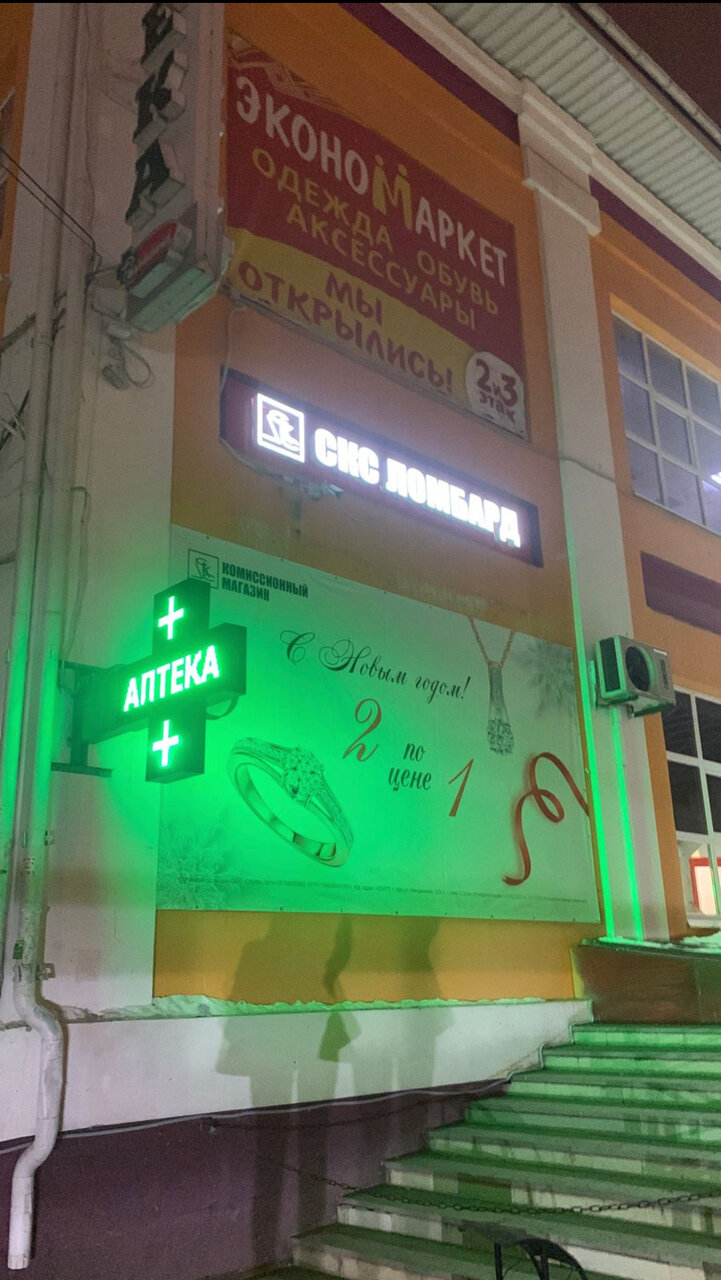 ЕКА
ЭКОНОМАРКЕТ
ОДЕЖДА ОБУВЬ
АКСЕССУАРЫ
МЫ
ОТКРЫЛИСЬ!
2 и 3
этаж
СКС ЛОМБАРД
КОМИССИОННЫЙ
МАГАЗИН
АПТЕКА
С Новым годом!
2 по цене 1